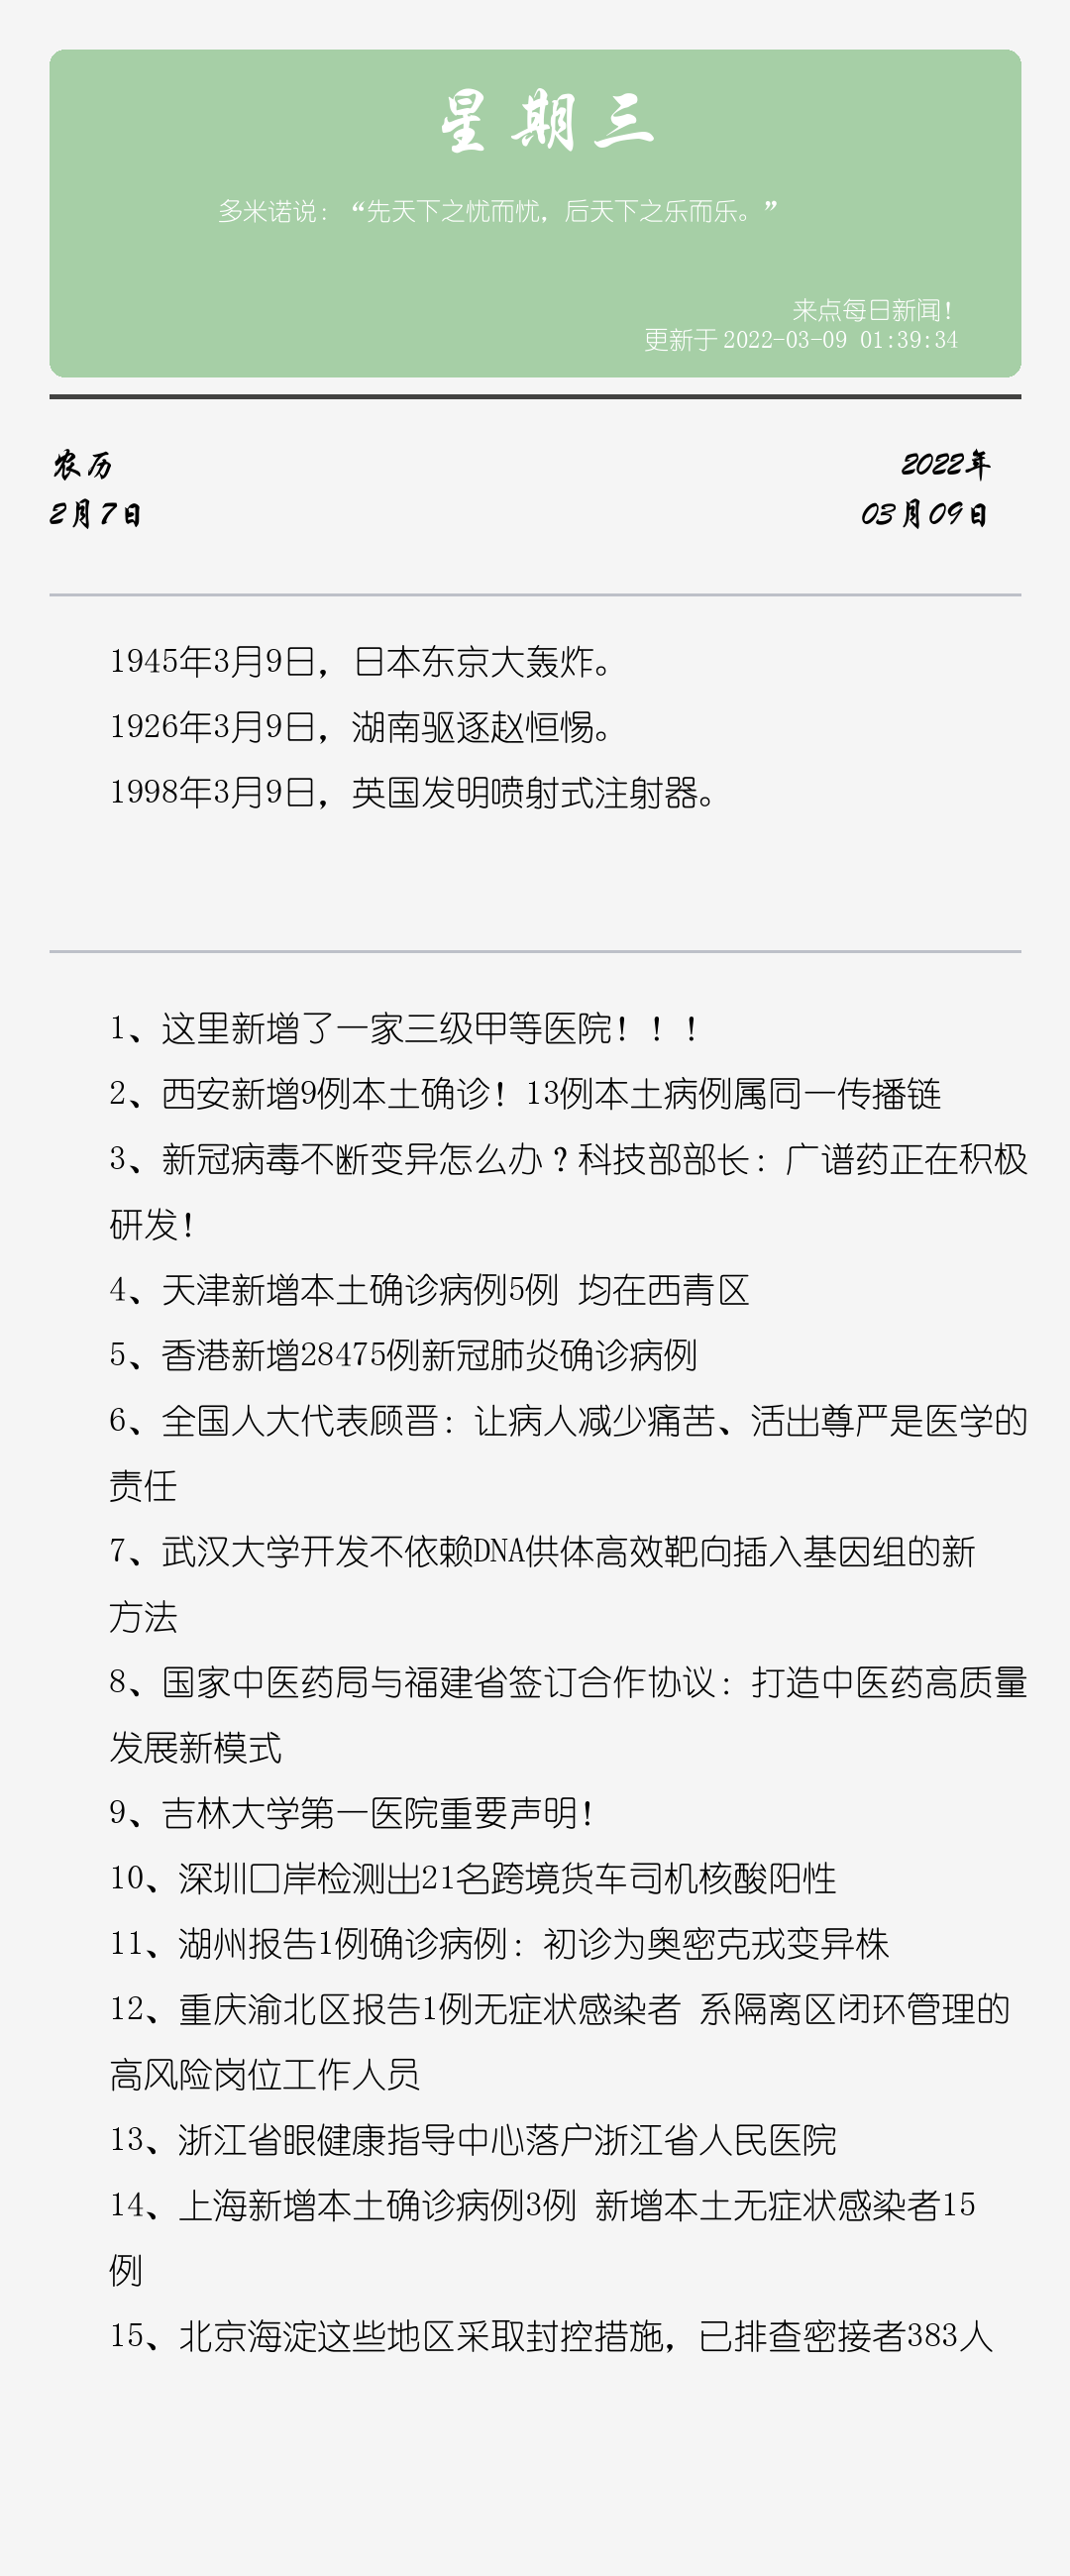 星期三
多米诺说：“先天下之忧而忧，后天下之乐而乐。”
来点每日新闻！
更新于 2022-03-09 01:39:34
农历
2月7日
2022年
03月09日
1945年3月9日，日本东京大轰炸。
1926年3月9日，湖南驱逐赵恒惕。
1998年3月9日，英国发明喷射式注射器。
1、这里新增了一家三级甲等医院！！！
2、西安新增9例本土确诊！13例本土病例属同一传播链
3、新冠病毒不断变异怎么办？科技部部长：广谱药正在积极
研发！
4、天津新增本土确诊病例5例 均在西青区
5、香港新增28475例新冠肺炎确诊病例
6、全国人大代表顾晋：让病人减少痛苦、活出尊严是医学的
责任
7、武汉大学开发不依赖DNA供体高效靶向插入基因组的新
方法
8、国家中医药局与福建省签订合作协议：打造中医药高质量
发展新模式
9、吉林大学第一医院重要声明！
10、深圳口岸检测出21名跨境货车司机核酸阳性
11、湖州报告1例确诊病例：初诊为奥密克戎变异株
12、重庆渝北区报告1例无症状感染者 系隔离区闭环管理的
高风险岗位工作人员
13、浙江省眼健康指导中心落户浙江省人民医院
14、上海新增本土确诊病例3例 新增本土无症状感染者15
例
15、北京海淀这些地区采取封控措施，已排查密接者383人